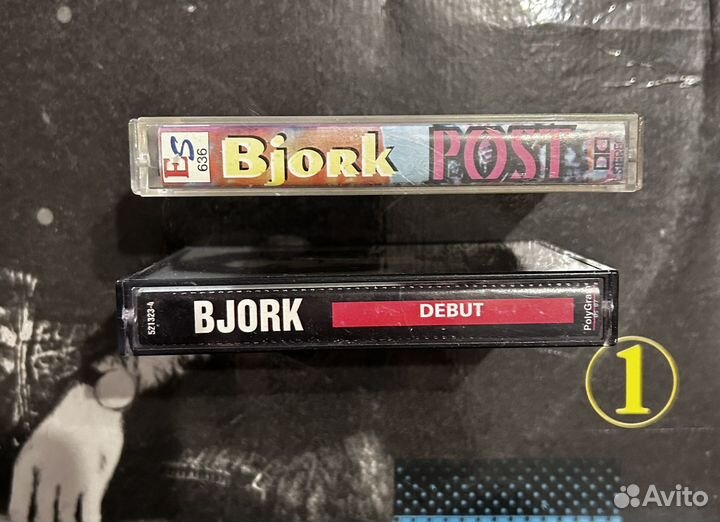 ES
636
Bjork
POST
521323-4
BJORK
DEBUT
PolyGram
1
Avito